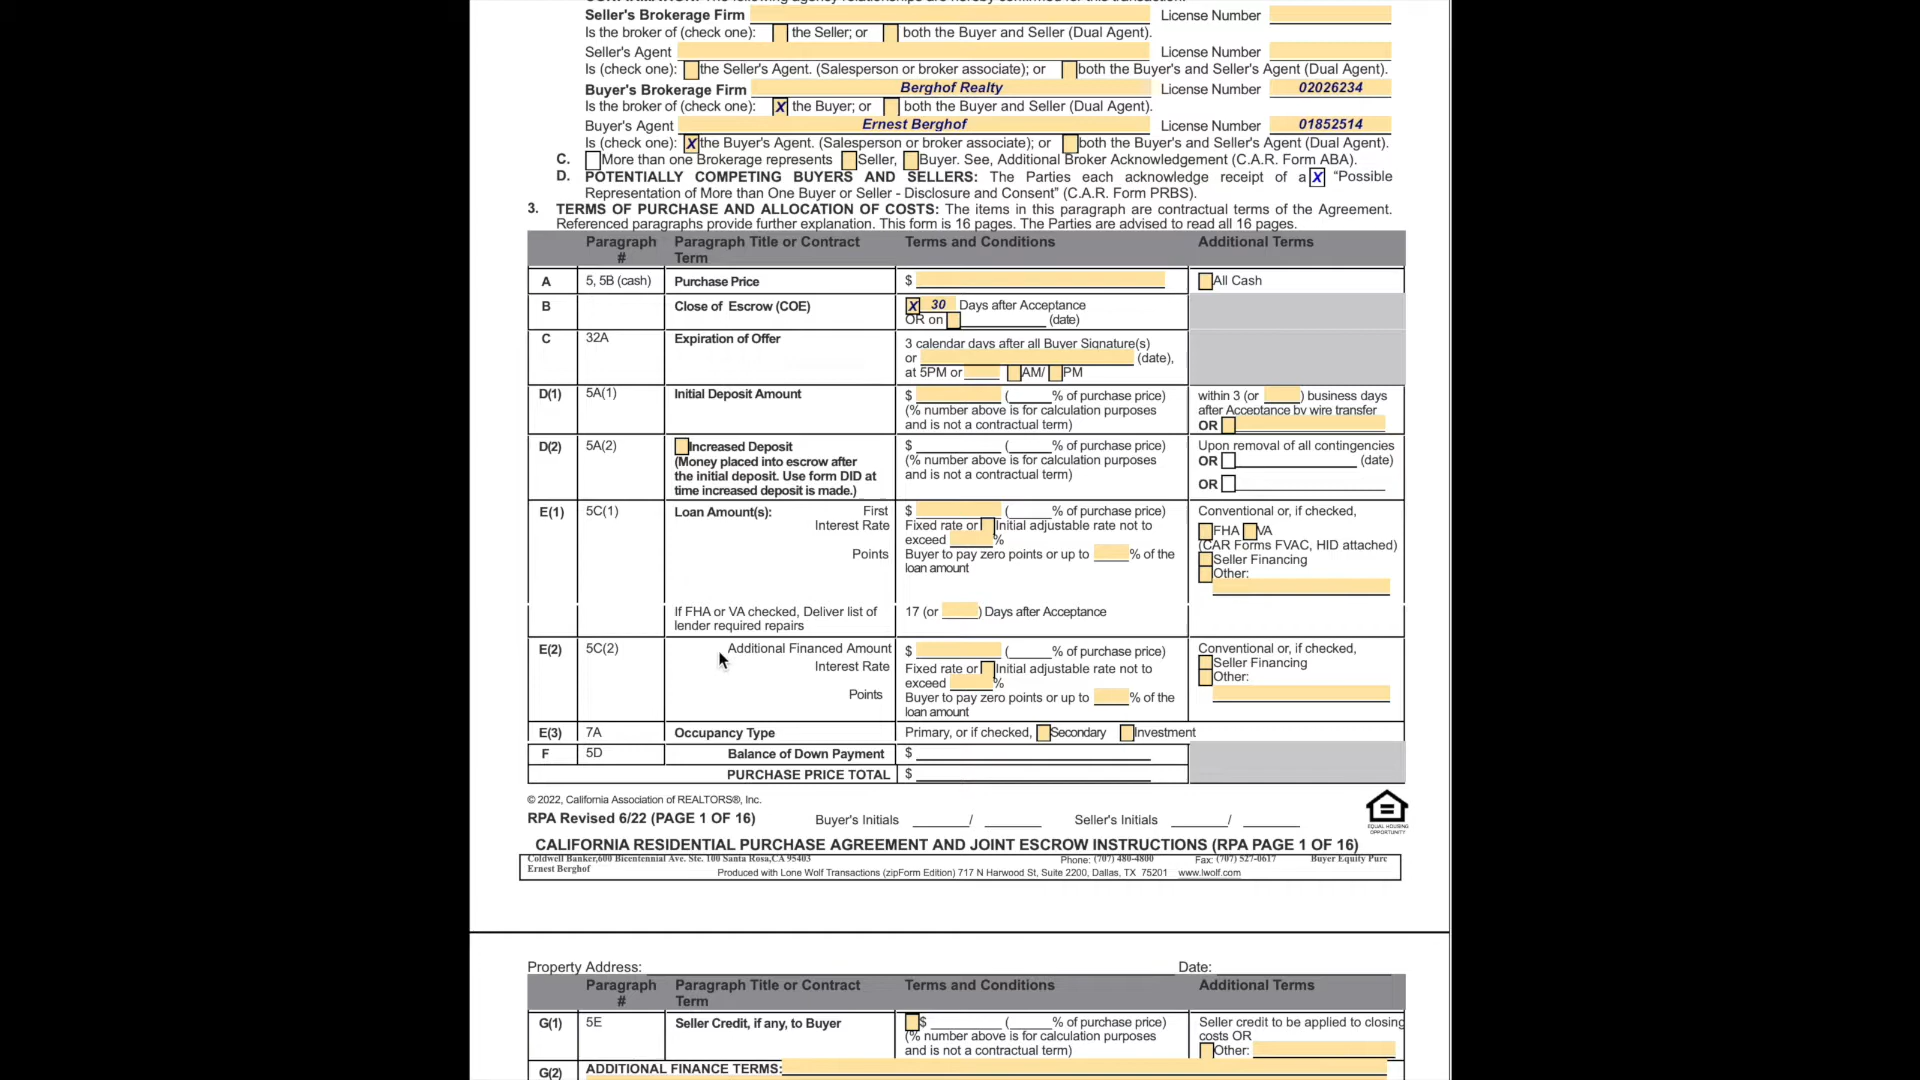 Seller's Brokerage Firm License Number
Is the broker of (check one): the Seller; or both the Buyer and Seller (Dual Agent).
Seller's Agent License Number
Is (check one): the Seller's Agent. (Salesperson or broker associate); or both the Buyer's and Seller's Agent (Dual Agent).
Buyer's Brokerage Firm Berghof Realty License Number 02026234
Is the broker of (check one): X the Buyer; or both the Buyer and Seller (Dual Agent).
Buyer's Agent Ernest Berghof License Number 01852514
Is (check one): X the Buyer's Agent. (Salesperson or broker associate); or both the Buyer's and Seller's Agent (Dual Agent).
C. More than one Brokerage represents Seller, Buyer. See, Additional Broker Acknowledgement (C.A.R. Form ABA).
D. POTENTIALLY COMPETING BUYERS AND SELLERS: The Parties each acknowledge receipt of a X “Possible
Representation of More than One Buyer or Seller - Disclosure and Consent” (C.A.R. Form PRBS).
3. TERMS OF PURCHASE AND ALLOCATION OF COSTS: The items in this paragraph are contractual terms of the Agreement.
Referenced paragraphs provide further explanation. This form is 16 pages. The Parties are advised to read all 16 pages.
Paragraph Paragraph Title or Contract Terms and Conditions Additional Terms
# Term
A 5, 5B (cash) Purchase Price $ All Cash
B Close of Escrow (COE) X 30 Days after Acceptance
OR on (date)
C 32A Expiration of Offer 3 calendar days after all Buyer Signature(s)
or (date),
at 5PM or AM/ PM
D(1) 5A(1) Initial Deposit Amount $ ( % of purchase price) within 3 (or ) business days
(% number above is for calculation purposes after Acceptance by wire transfer
and is not a contractual term) OR
D(2) 5A(2) Increased Deposit $ ( % of purchase price) Upon removal of all contingencies
(Money placed into escrow after (% number above is for calculation purposes OR (date)
the initial deposit. Use form DID at and is not a contractual term)
time increased deposit is made.) OR
E(1) 5C(1) Loan Amount(s): First $ ( % of purchase price) Conventional or, if checked,
Interest Rate Fixed rate or Initial adjustable rate not to FHA VA
exceed % (CAR Forms FVAC, HID attached)
Points Buyer to pay zero points or up to % of the Seller Financing
loan amount Other:
If FHA or VA checked, Deliver list of 17 (or ) Days after Acceptance
lender required repairs
E(2) 5C(2) Additional Financed Amount $ ( % of purchase price) Conventional or, if checked,
Interest Rate Fixed rate or Initial adjustable rate not to Seller Financing
exceed % Other:
Points Buyer to pay zero points or up to % of the
loan amount
E(3) 7A Occupancy Type Primary, or if checked, Secondary Investment
F 5D Balance of Down Payment $
PURCHASE PRICE TOTAL $
© 2022, California Association of REALTORS®, Inc.
RPA Revised 6/22 (PAGE 1 OF 16) Buyer's Initials / Seller's Initials /
EQUAL HOUSING
OPPORTUNITY
CALIFORNIA RESIDENTIAL PURCHASE AGREEMENT AND JOINT ESCROW INSTRUCTIONS (RPA PAGE 1 OF 16)
Coldwell Banker,600 Bicentennial Ave. Ste. 100 Santa Rosa,CA 95403 Phone: (707) 480-4800 Fax: (707) 527-0617 Buyer Equity Purc
Ernest Berghof Produced with Lone Wolf Transactions (zipForm Edition) 717 N Harwood St, Suite 2200, Dallas, TX 75201 www.lwolf.com
Property Address: Date:
Paragraph Paragraph Title or Contract Terms and Conditions Additional Terms
# Term
G(1) 5E Seller Credit, if any, to Buyer $ ( % of purchase price) Seller credit to be applied to closing
(% number above is for calculation purposes costs OR
and is not a contractual term) Other:
G(2) ADDITIONAL FINANCE TERMS: